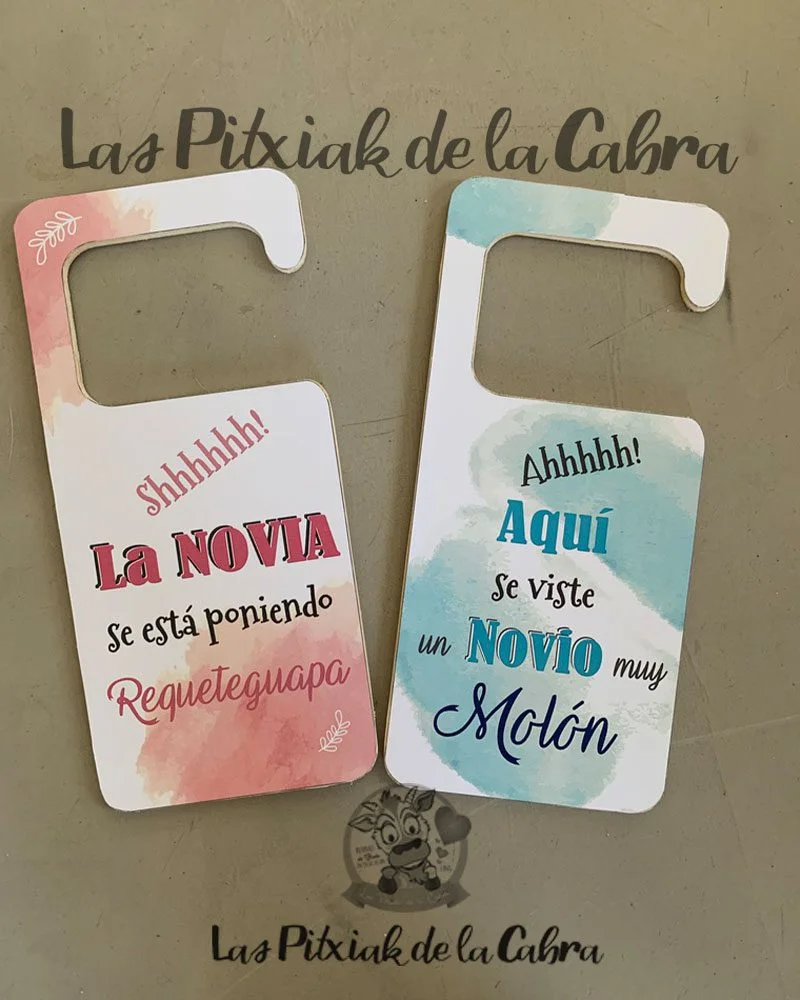 Las Pitxiak de la Cabra
Shhhhhh!
La NOVIA
se está poniendo
Requeteguapa
Ahhhhh!
Aquí
se viste
un Novio muy
Molón
Las Pitxiak de la Cabra